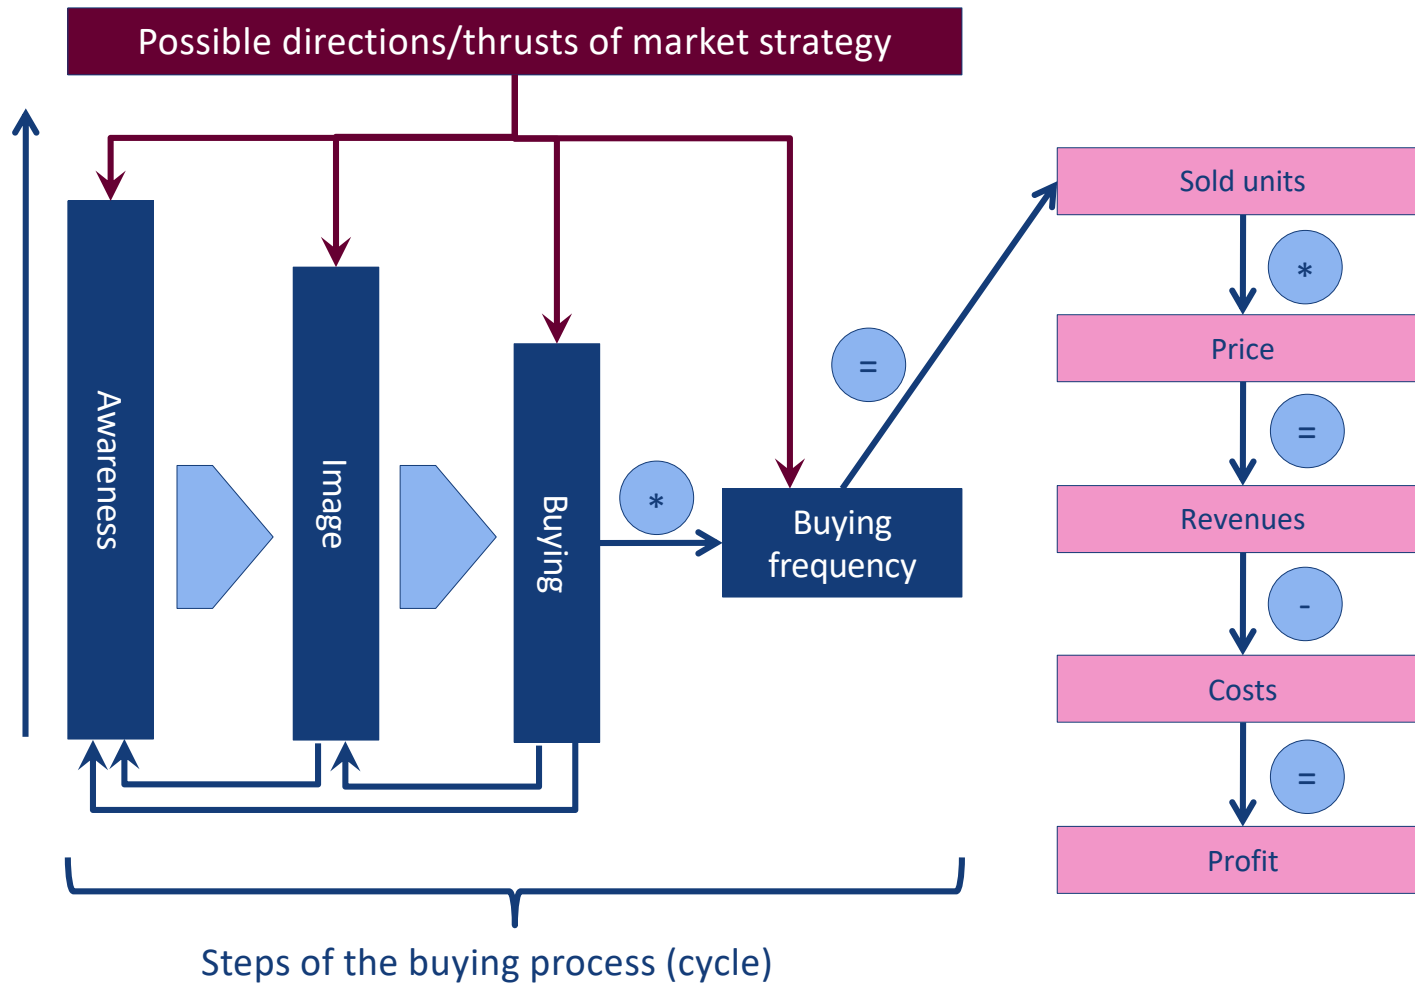 Possible directions/thrusts of market strategy
Awareness
Image
Buying
*
Buying
frequency
=
Sold units
*
Price
=
Revenues
-
Costs
=
Profit
Steps of the buying process (cycle)